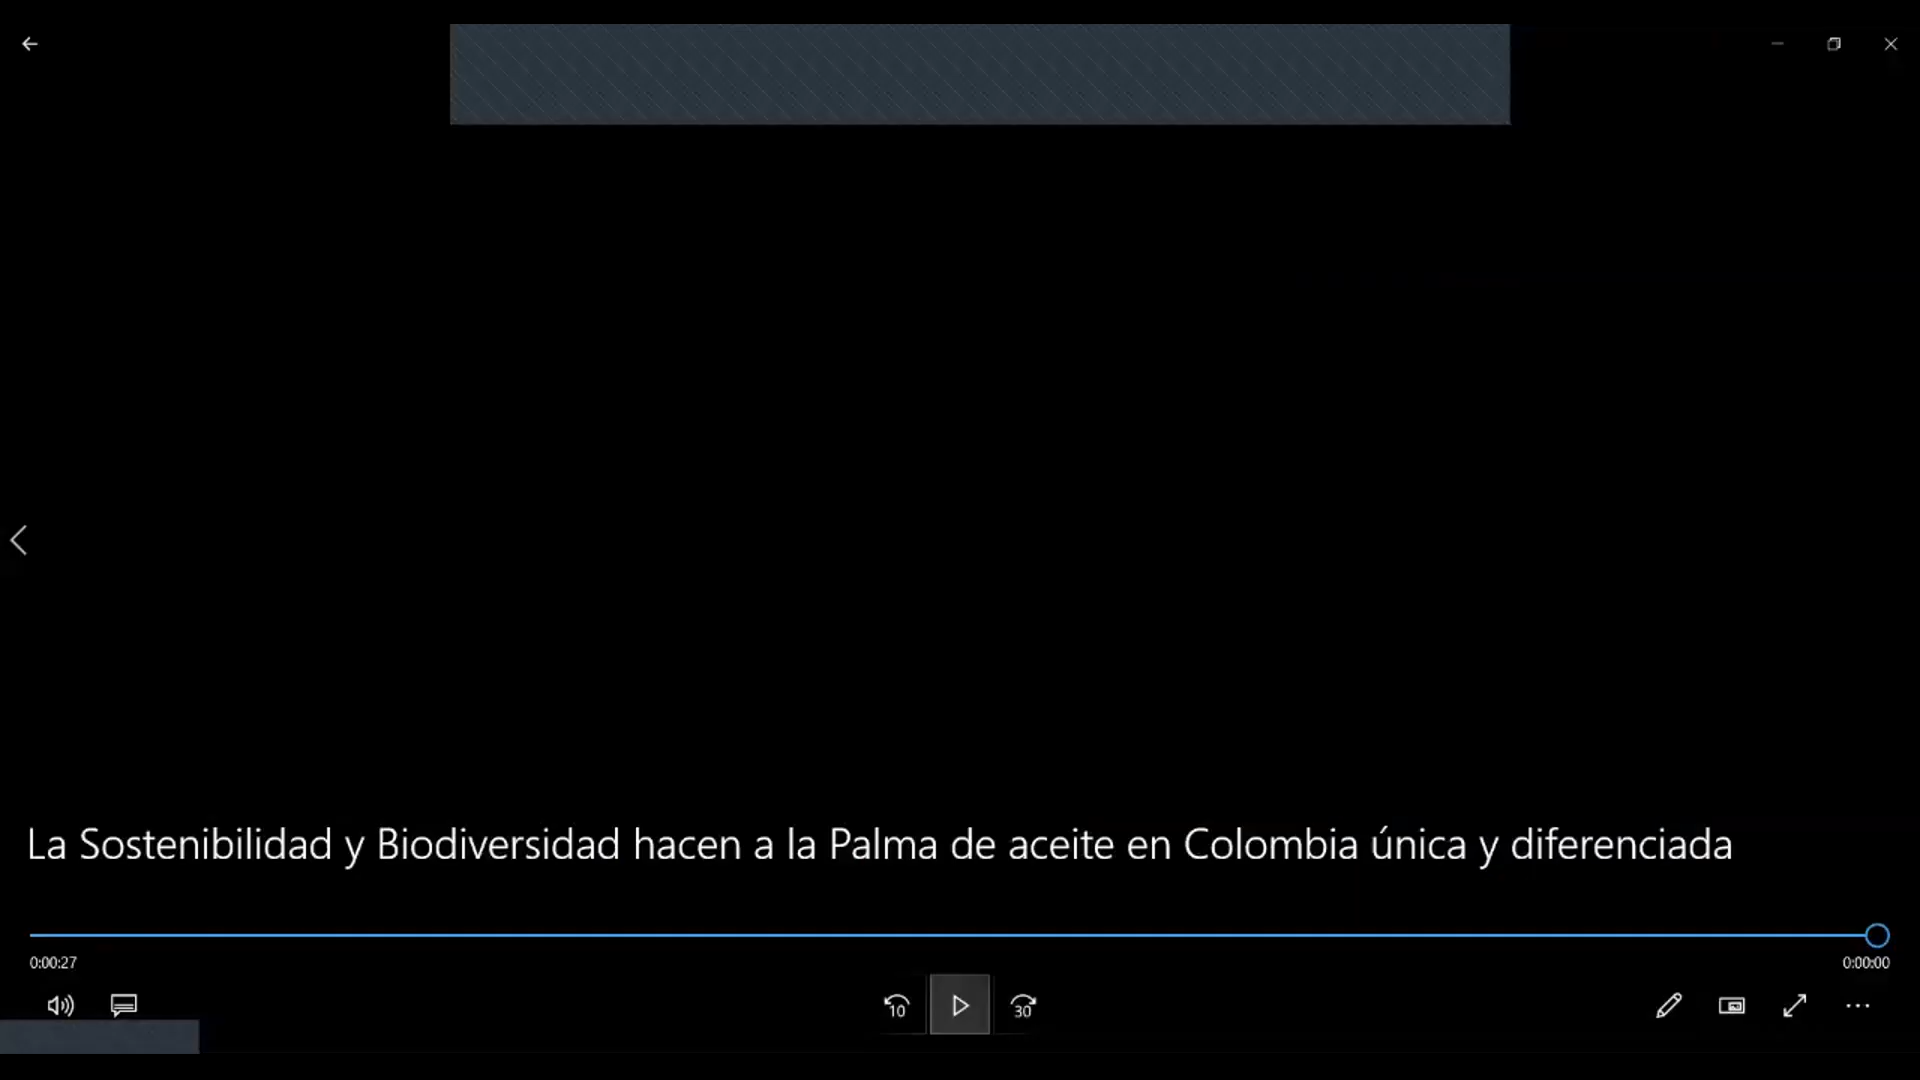 La Sostenibilidad y Biodiversidad hacen a la Palma de aceite en Colombia única y diferenciada
0:00:27
0:00:00
10
30